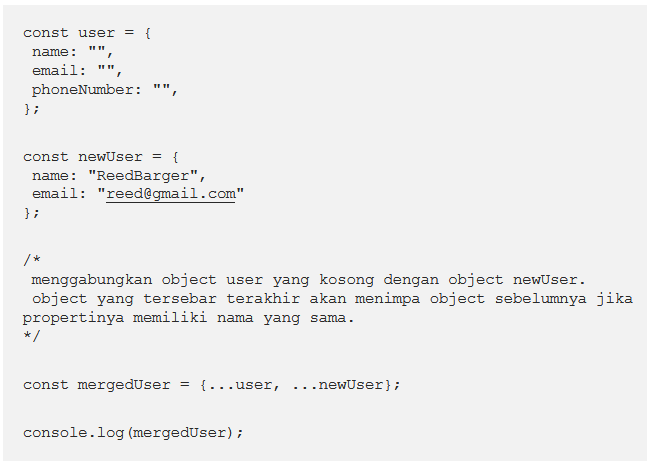 const user = {
 name: "",
 email: "",
 phoneNumber: "",
};
const newUser = {
 name: "ReedBarger",
 email: "reed@gmail.com"
};
/*
 menggabungkan object user yang kosong dengan object newUser.
 object yang tersebar terakhir akan menimpa object sebelumnya jika
propertinya memiliki nama yang sama.
*/
const mergedUser = {...user, ...newUser};
console.log(mergedUser);